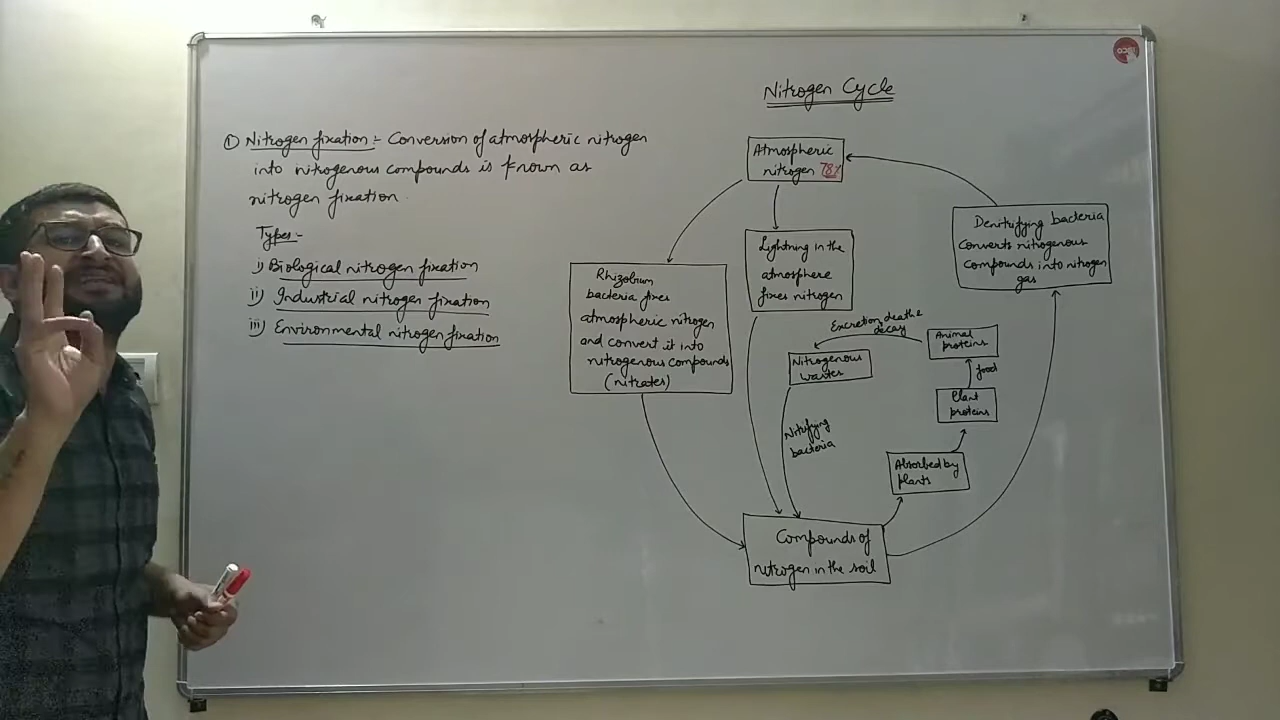 Nitrogen Cycle
① Nitrogen fixation:- Conversion of atmospheric nitrogen
into nitrogenous compounds is known as
nitrogen fixation.
Types:-
i) Biological nitrogen fixation
ii) Industrial nitrogen fixation
iii) Environmental nitrogen fixation
Atmospheric
nitrogen 78%
Rhizobium
bacteria fixes
atmospheric nitrogen
and convert it into
nitrogenous compounds
(nitrates)
Lightning in the
atmosphere
fixes nitrogen
Denitrifying bacteria
Converts nitrogenous
Compounds into nitrogen
gas
Excretion death &
decay
Animal
proteins
Nitrogenous
wastes
food
Plant
proteins
Nitrifying
bacteria
Absorbed by
plants
Compounds of
nitrogen in the soil